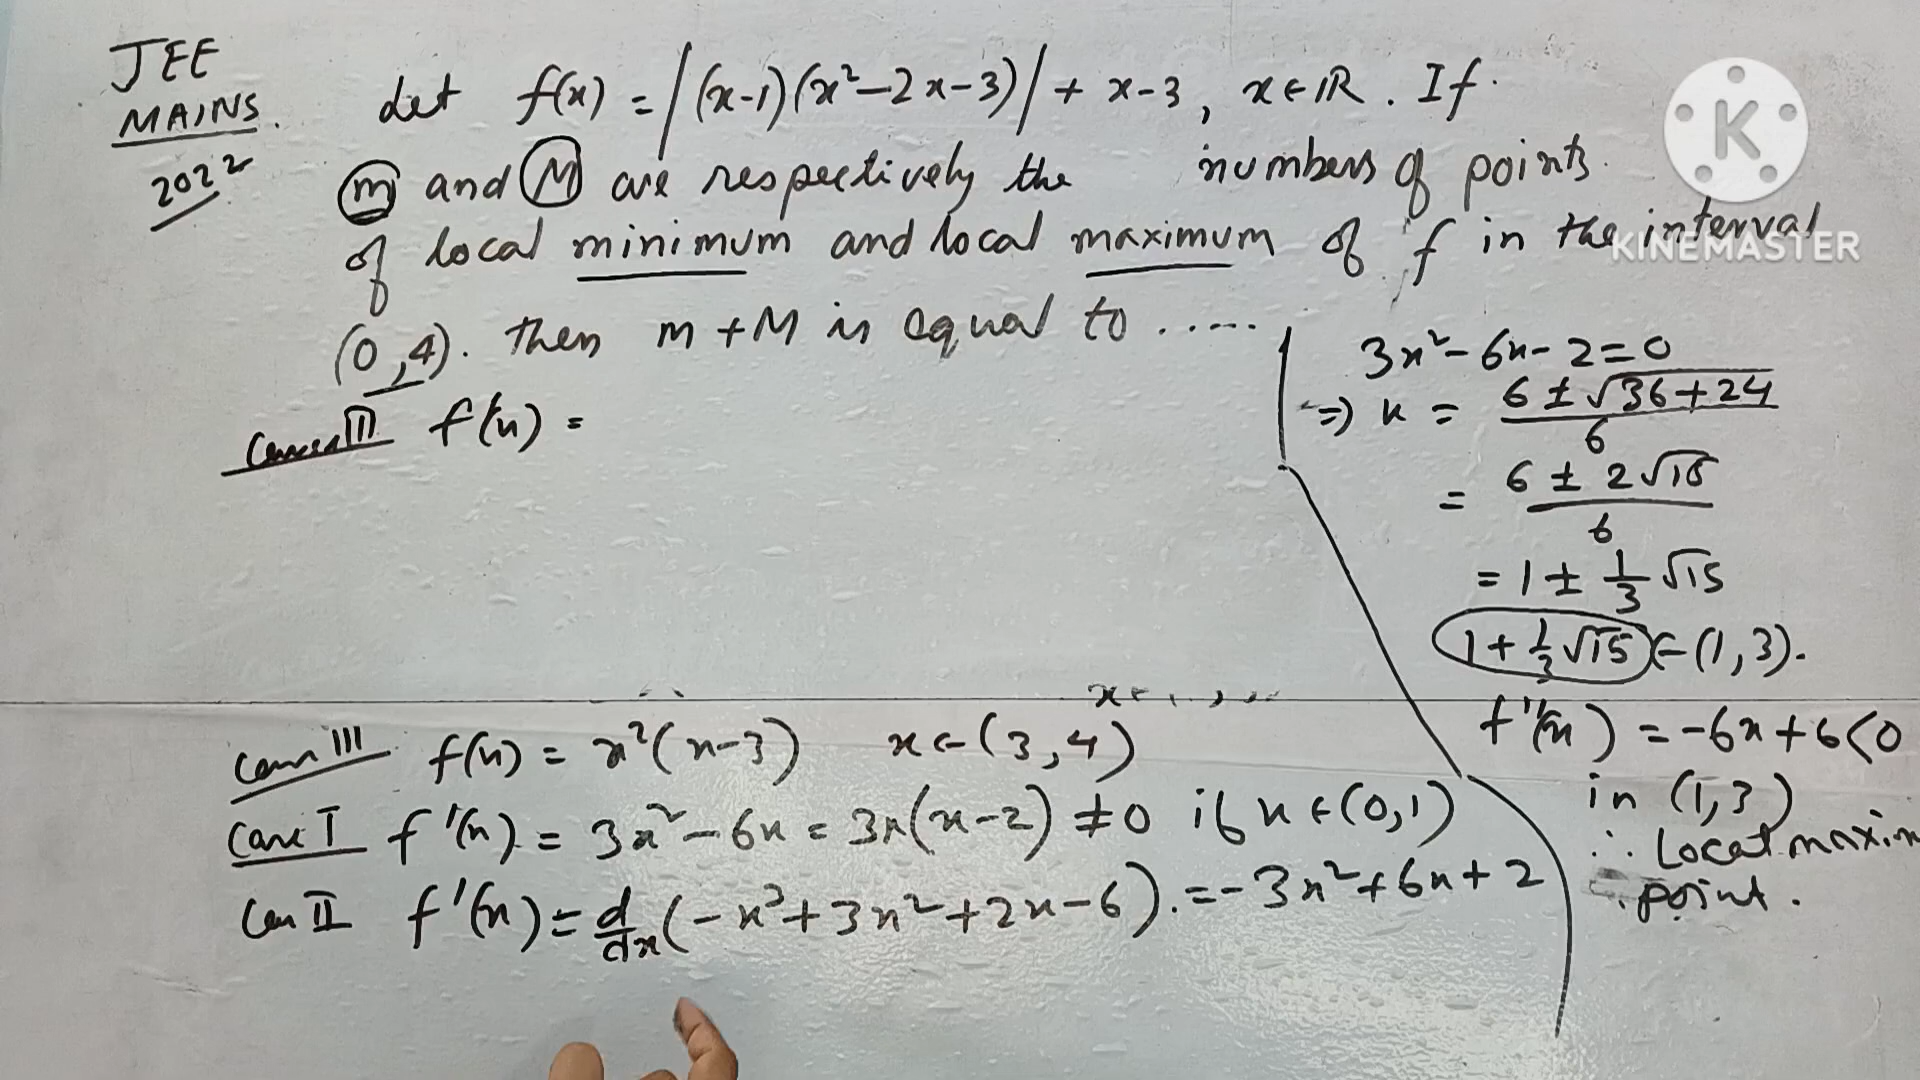 JEE
MAINS.
2022
Let f(x) = |(x-1)(x²-2x-3)| + x-3, x∈ℝ. If
m and M are respectively the numbers of points
of local minimum and local maximum of f in the interval
(0,4). then m+M is equal to .....
K
KINEMASTER
Case II f'(x) =
3x²-6x-2=0
=> x = (6 ± √(36+24))/6
= (6 ± 2√15)/6
= 1 ± 1/3 √15
1 + 1/3 √15 ∈ (1,3).
f''(x) = -6x+6<0
in (1,3)
∴ Local maxim
point.
Case III f(x) = x²(x-3) x∈(3,4)
Case I f'(x) = 3x²-6x = 3x(x-2) ≠0 if x∈(0,1)
Case II f'(x) = d/dx(-x³+3x²+2x-6). = -3x²+6x+2